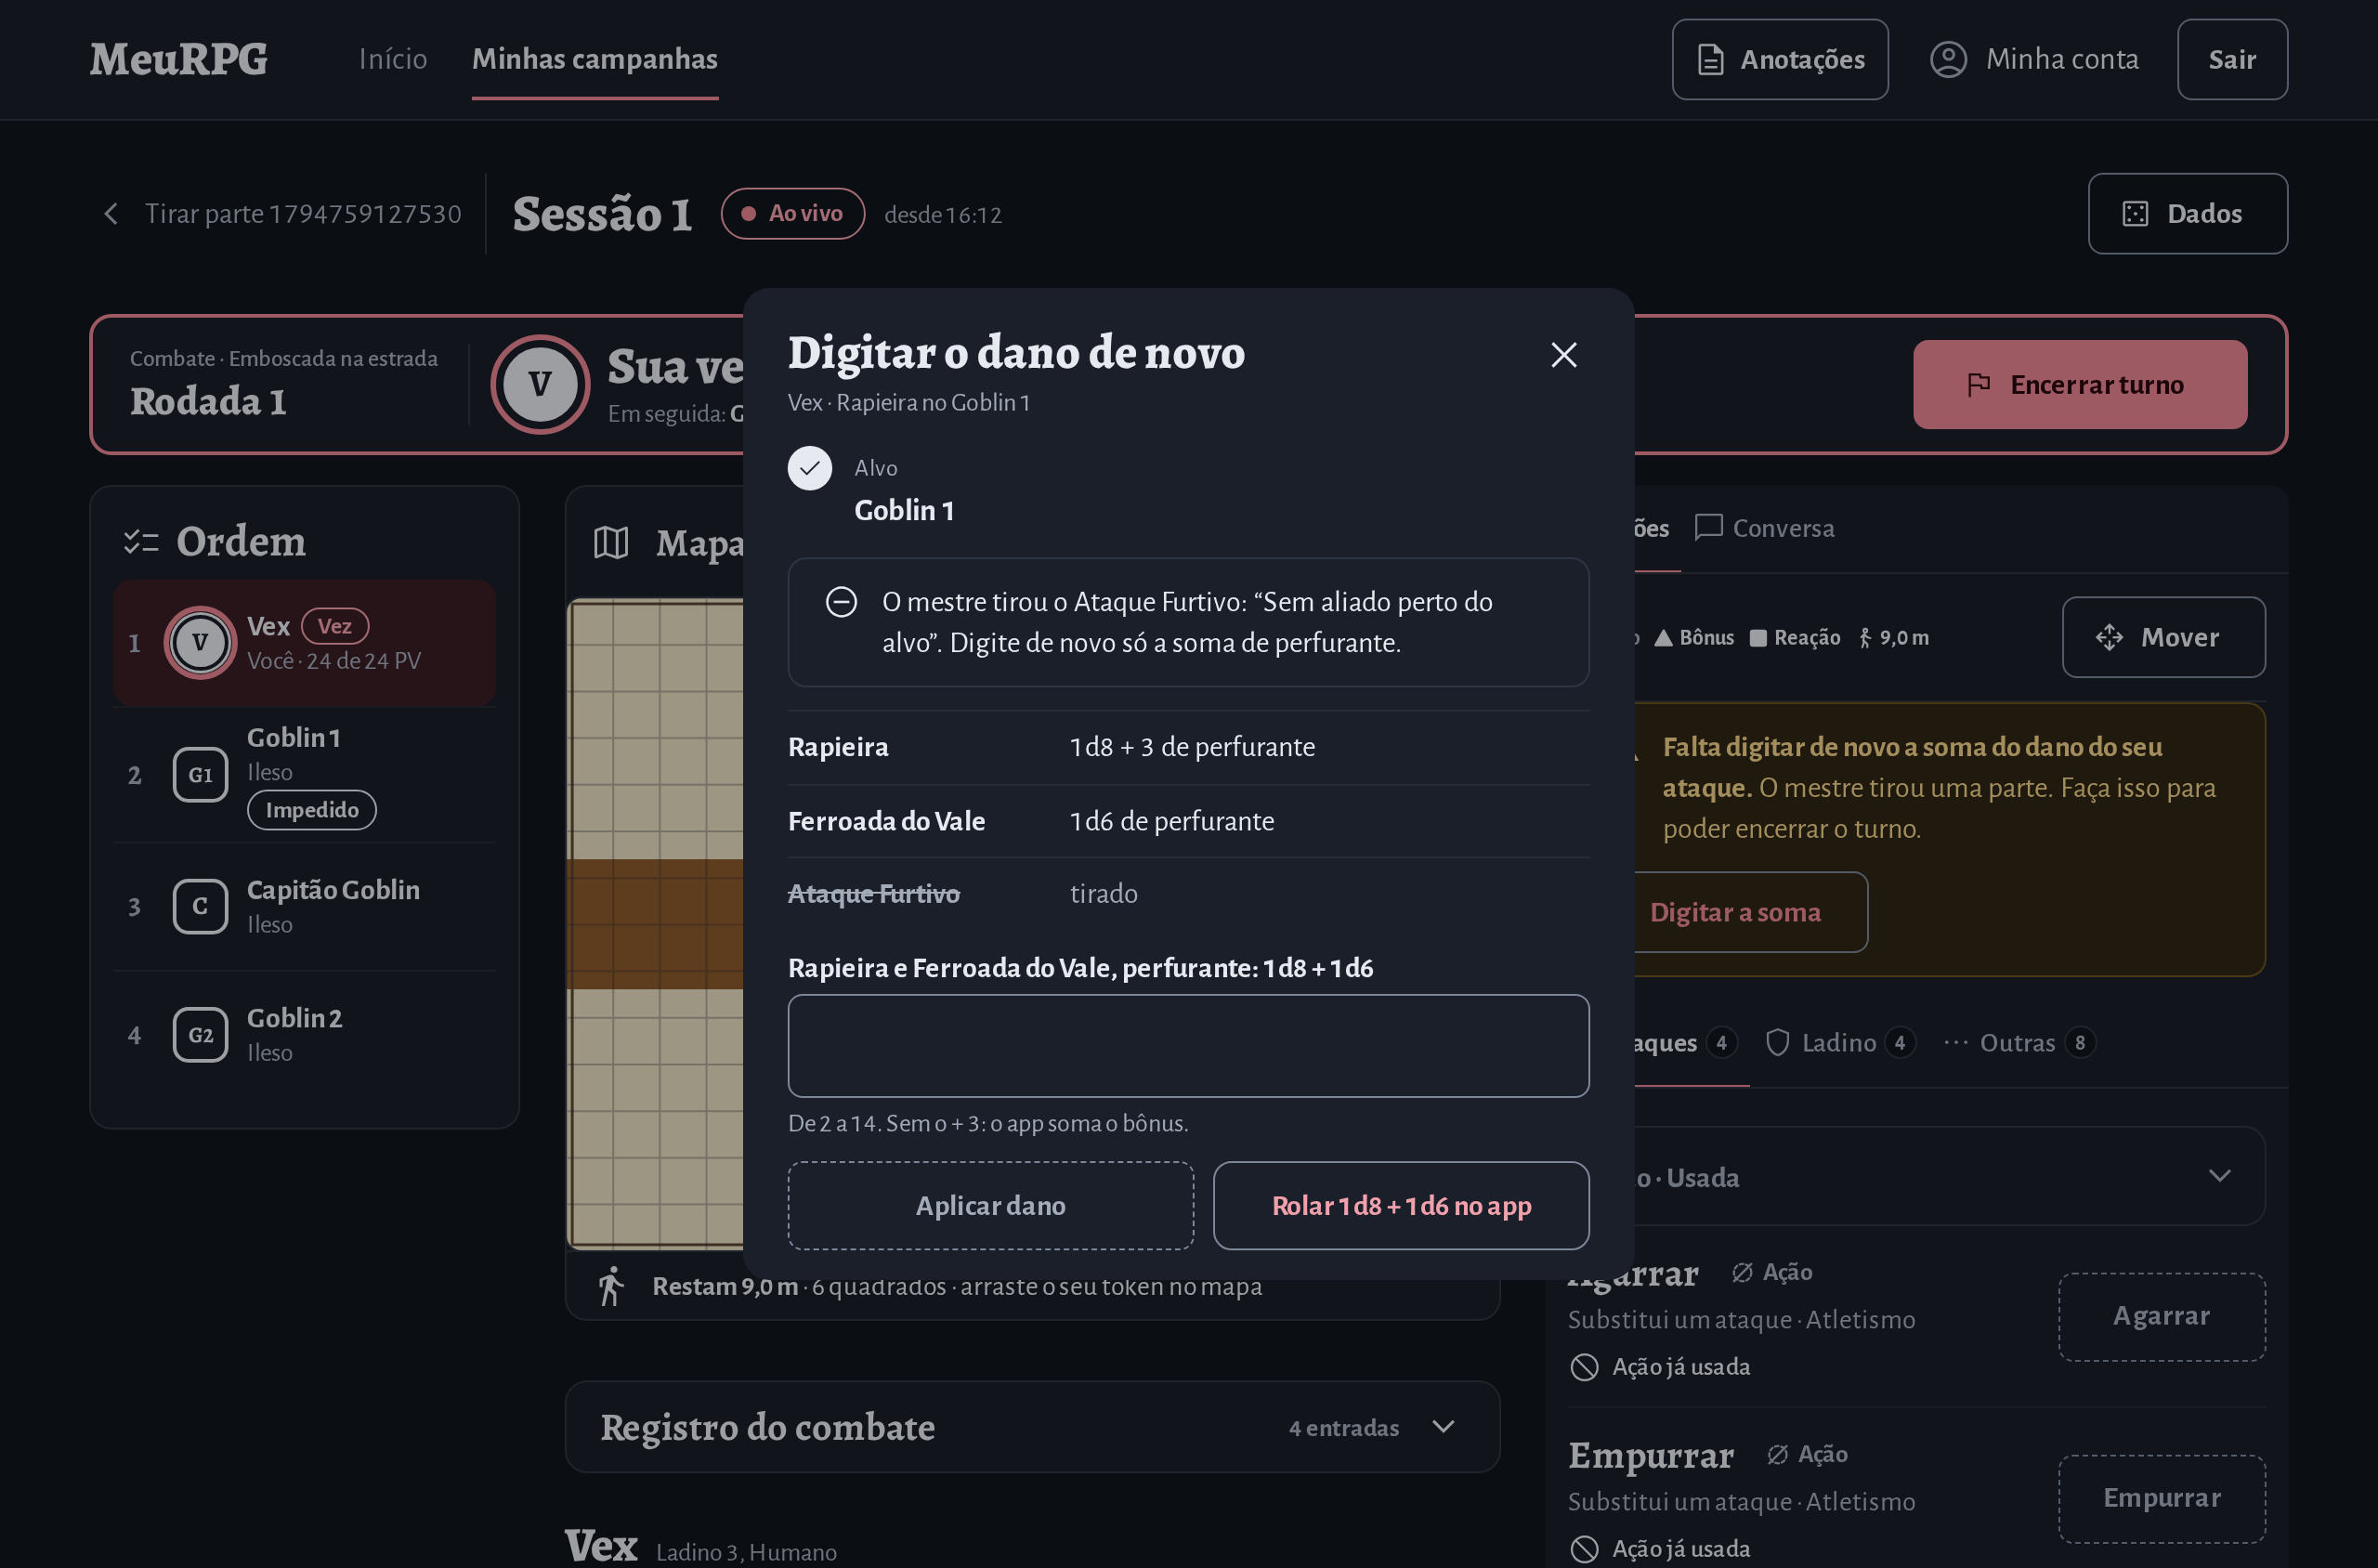 MeuRPG
Início
Minhas campanhas
Anotações
Minha conta
Sair
Tirar parte 1794759127530
Sessão 1
Ao vivo
desde 16:12
Dados
Combate · Emboscada na estrada
Rodada 1
V
Sua ve
Em seguida: G
Encerrar turno
Ordem
1
V
Vex
Vez
Você · 24 de 24 PV
2
G1
Goblin 1
Ileso
Impedido
3
C
Capitão Goblin
Ileso
4
G2
Goblin 2
Ileso
Mapa
Digitar o dano de novo
Vex · Rapieira no Goblin 1
Alvo
Goblin 1
O mestre tirou o Ataque Furtivo: “Sem aliado perto do
alvo”. Digite de novo só a soma de perfurante.
Rapieira
1d8 + 3 de perfurante
Ferroada do Vale
1d6 de perfurante
Ataque Furtivo
tirado
Rapieira e Ferroada do Vale, perfurante: 1d8 + 1d6
De 2 a 14. Sem o + 3: o app soma o bônus.
Aplicar dano
Rolar 1d8 + 1d6 no app
Restam 9,0 m · 6 quadrados · arraste o seu token no mapa
Registro do combate
4 entradas
Vex
Ladino 3, Humano
ões
Conversa
Bônus
Reação
9,0 m
Mover
Falta digitar de novo a soma do dano do seu
ataque. O mestre tirou uma parte. Faça isso para
poder encerrar o turno.
Digitar a soma
aques
4
Ladino
4
Outras
8
o · Usada
Agarrar
Ação
Substitui um ataque · Atletismo
Ação já usada
Agarrar
Empurrar
Ação
Substitui um ataque · Atletismo
Ação já usada
Empurrar